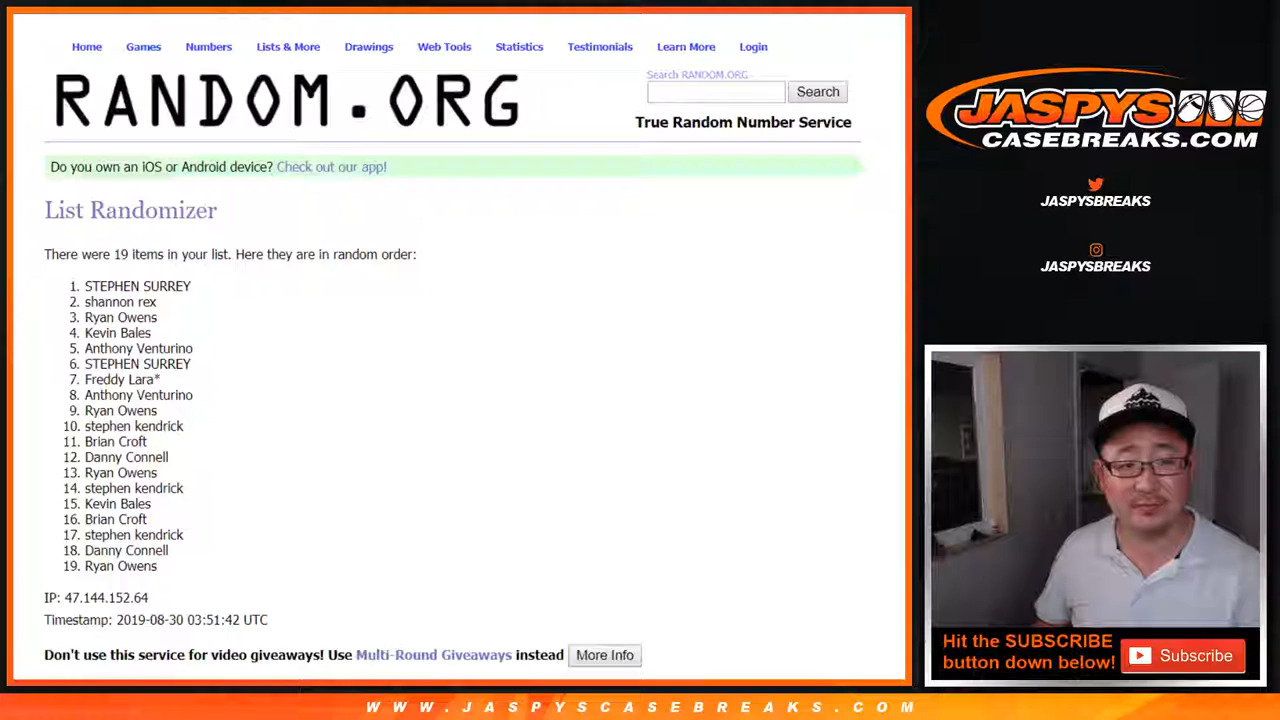 Home Games Numbers Lists & More Drawings Web Tools Statistics Testimonials Learn More Login
RANDOM.ORG
Search RANDOM.ORG
Search
True Random Number Service
Do you own an iOS or Android device? Check out our app!
List Randomizer
There were 19 items in your list. Here they are in random order:
1. STEPHEN SURREY
2. shannon rex
3. Ryan Owens
4. Kevin Bales
5. Anthony Venturino
6. STEPHEN SURREY
7. Freddy Lara*
8. Anthony Venturino
9. Ryan Owens
10. stephen kendrick
11. Brian Croft
12. Danny Connell
13. Ryan Owens
14. stephen kendrick
15. Kevin Bales
16. Brian Croft
17. stephen kendrick
18. Danny Connell
19. Ryan Owens
IP: 47.144.152.64
Timestamp: 2019-08-30 03:51:42 UTC
Don't use this service for video giveaways! Use Multi-Round Giveaways instead More Info
JASPYS
CASEBREAKS.COM
JASPYSBREAKS
JASPYSBREAKS
Hit the SUBSCRIBE
button down below!
Subscribe
WWW.JASPYSCASEBREAKS.COM